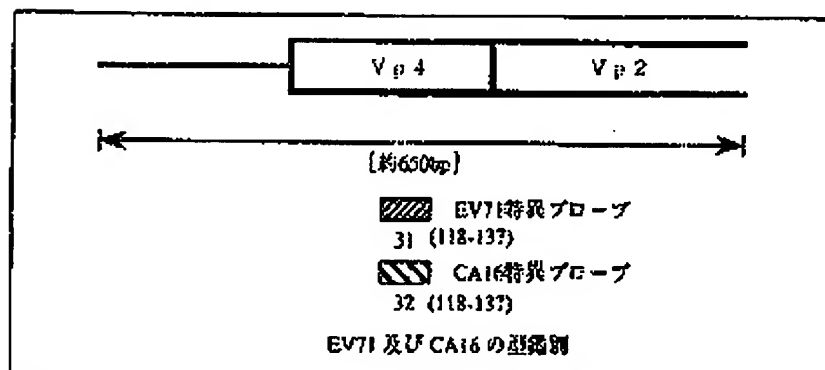 Vp4 Vp2
[約650bp]
EV71特異プローブ
31 (118-137)
CA16特異プローブ
32 (118-137)
EV71 及び CA16 の型鑑別